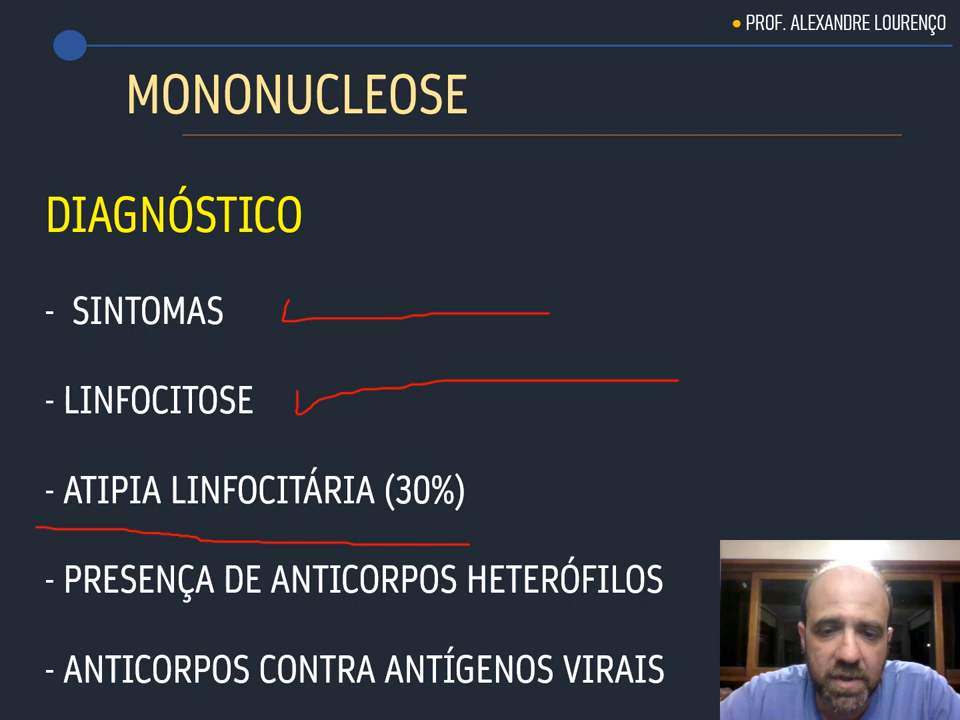 • PROF. ALEXANDRE LOURENÇO
MONONUCLEOSE
DIAGNÓSTICO
- SINTOMAS
- LINFOCITOSE
- ATIPIA LINFOCITÁRIA (30%)
- PRESENÇA DE ANTICORPOS HETERÓFILOS
- ANTICORPOS CONTRA ANTÍGENOS VIRAIS